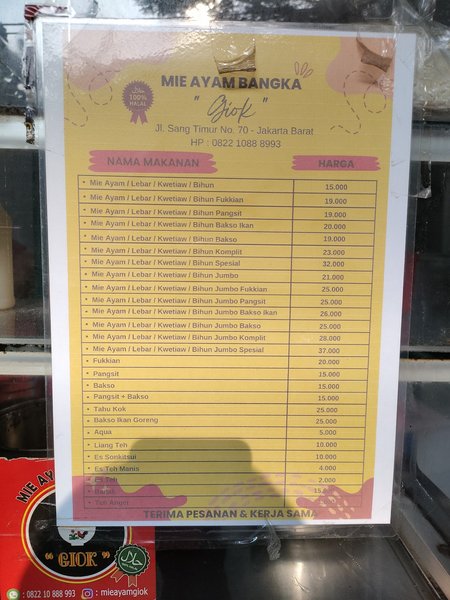 MIE AYAM BANGKA
100% HALAL
" Giok "
Jl. Sang Timur No. 70 - Jakarta Barat
HP : 0822 1088 8993
NAMA MAKANAN HARGA
• Mie Ayam / Lebar / Kwetiaw / Bihun 15.000
• Mie Ayam / Lebar / Kwetiaw / Bihun Fukkian 19.000
• Mie Ayam / Lebar / Kwetiaw / Bihun Pangsit 19.000
• Mie Ayam / Lebar / Kwetiaw / Bihun Bakso Ikan 20.000
• Mie Ayam / Lebar / Kwetiaw / Bihun Bakso 19.000
• Mie Ayam / Lebar / Kwetiaw / Bihun Komplit 23.000
• Mie Ayam / Lebar / Kwetiaw / Bihun Spesial 32.000
• Mie Ayam / Lebar / Kwetiaw / Bihun Jumbo 21.000
• Mie Ayam / Lebar / Kwetiaw / Bihun Jumbo Fukkian 25.000
• Mie Ayam / Lebar / Kwetiaw / Bihun Jumbo Pangsit 25.000
• Mie Ayam / Lebar / Kwetiaw / Bihun Jumbo Bakso Ikan 26.000
• Mie Ayam / Lebar / Kwetiaw / Bihun Jumbo Bakso 25.000
• Mie Ayam / Lebar / Kwetiaw / Bihun Jumbo Komplit 28.000
• Mie Ayam / Lebar / Kwetiaw / Bihun Jumbo Spesial 37.000
• Fukkian 20.000
• Pangsit 15.000
• Bakso 15.000
• Pangsit + Bakso 15.000
• Tahu Kok 25.000
• Bakso Ikan Goreng 25.000
• Aqua 5.000
• Liang Teh 10.000
• Es Sonkitsui 10.000
• Es Teh Manis 4.000
• Es Teh 2.000
TERIMA PESANAN & KERJA SAMA
MIE AY
" GIOK "
: 0822 10 888 993 : mieayamgiok